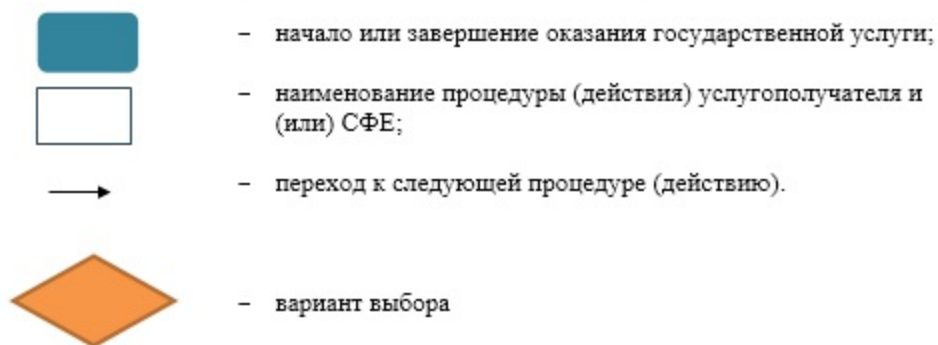 – начало или завершение оказания государственной услуги;
– наименование процедуры (действия) услугополучателя и
(или) СФЕ;
– переход к следующей процедуре (действию).
– вариант выбора